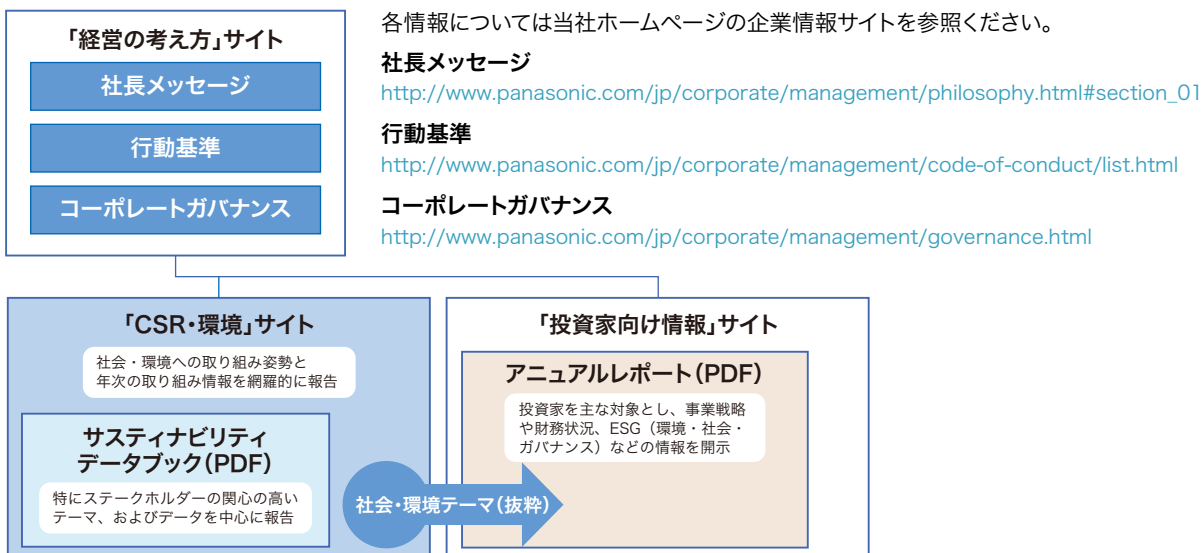 「経営の考え方」サイト
社長メッセージ
行動基準
コーポレートガバナンス
各情報については当社ホームページの企業情報サイトを参照ください。
社長メッセージ
http://www.panasonic.com/jp/corporate/management/philosophy.html#section_01
行動基準
http://www.panasonic.com/jp/corporate/management/code-of-conduct/list.html
コーポレートガバナンス
http://www.panasonic.com/jp/corporate/management/governance.html
「CSR・環境」サイト
社会・環境への取り組み姿勢と
年次の取り組み情報を網羅的に報告
サスティナビリティ
データブック(PDF)
特にステークホルダーの関心の高い
テーマ、およびデータを中心に報告
社会・環境テーマ(抜粋)
「投資家向け情報」サイト
アニュアルレポート(PDF)
投資家を主な対象とし、事業戦略
や財務状況、ESG(環境・社会・
ガバナンス)などの情報を開示